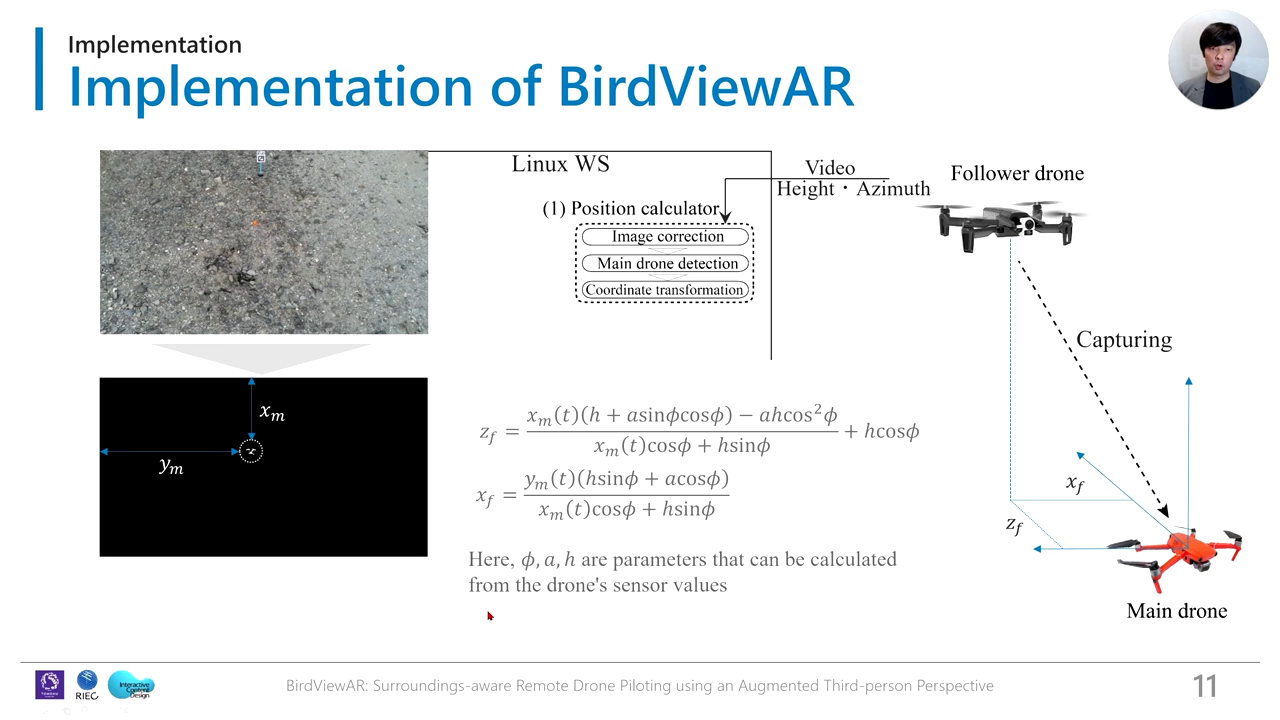 Implementation
Implementation of BirdViewAR
Linux WS
Video
Height・Azimuth
Follower drone
(1) Position calculator
Image correction
Main drone detection
Coordinate transformation
Capturing
x_m
y_m
z_f = \frac{x_m(t)(h + asinϕcosϕ) − ahcos²ϕ}{x_m(t)cosϕ + hsinϕ} + hcosϕ
x_f = \frac{y_m(t)(hsinϕ + acosϕ)}{x_m(t)cosϕ + hsinϕ}
x_f
z_f
Here, ϕ, a, h are parameters that can be calculated
from the drone's sensor values
Main drone
RIEC
Interactive
Content
Design
BirdViewAR: Surroundings-aware Remote Drone Piloting using an Augmented Third-person Perspective
11